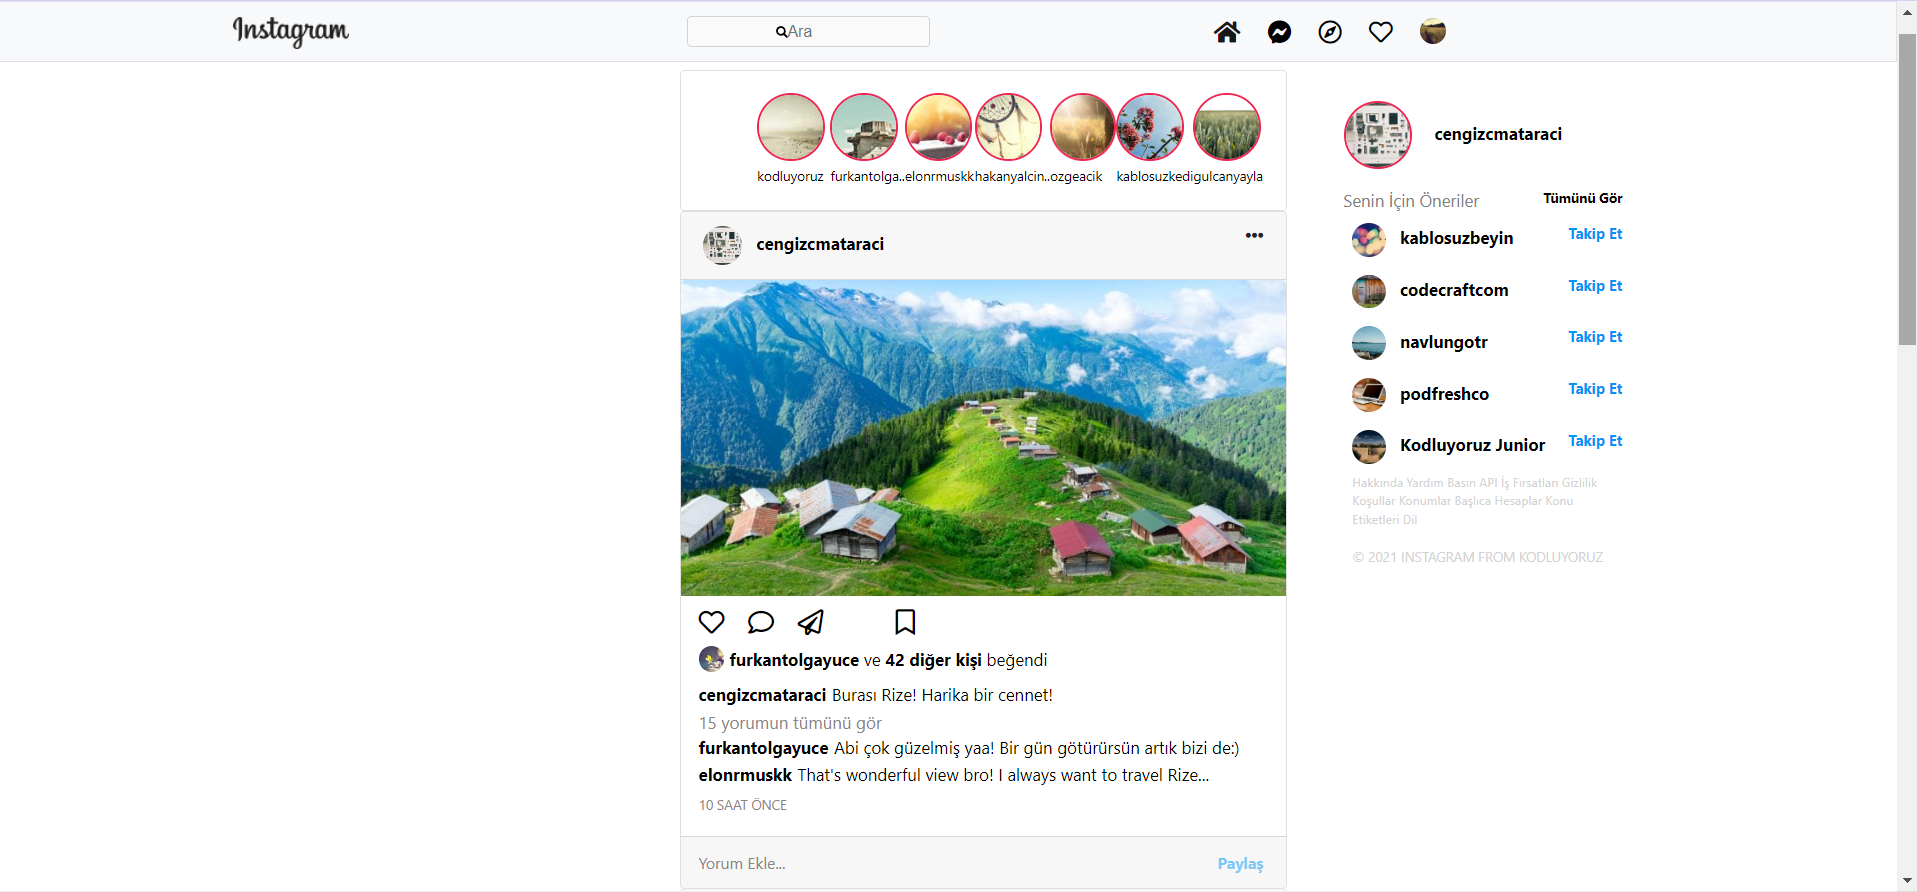 Instagram
Ara
kodluyoruz furkantolga.. elonrmuskk hakanyalcin.. ozgeacik kablosuzkedi gulcanyayla
cengizcmataraci
•••
furkantolgayuce ve 42 diğer kişi beğendi
cengizcmataraci Burası Rize! Harika bir cennet!
15 yorumun tümünü gör
furkantolgayuce Abi çok güzelmiş yaa! Bir gün götürürsün artık bizi de:)
elonrmuskk That's wonderful view bro! I always want to travel Rize...
10 SAAT ÖNCE
Yorum Ekle... Paylaş
cengizcmataraci
Senin İçin Öneriler Tümünü Gör
kablosuzbeyin Takip Et
codecraftcom Takip Et
navlungotr Takip Et
podfreshco Takip Et
Kodluyoruz Junior Takip Et
Hakkında Yardım Basın API İş Fırsatları Gizlilik
Koşullar Konumlar Başlıca Hesaplar Konu
Etiketleri Dil
© 2021 INSTAGRAM FROM KODLUYORUZ